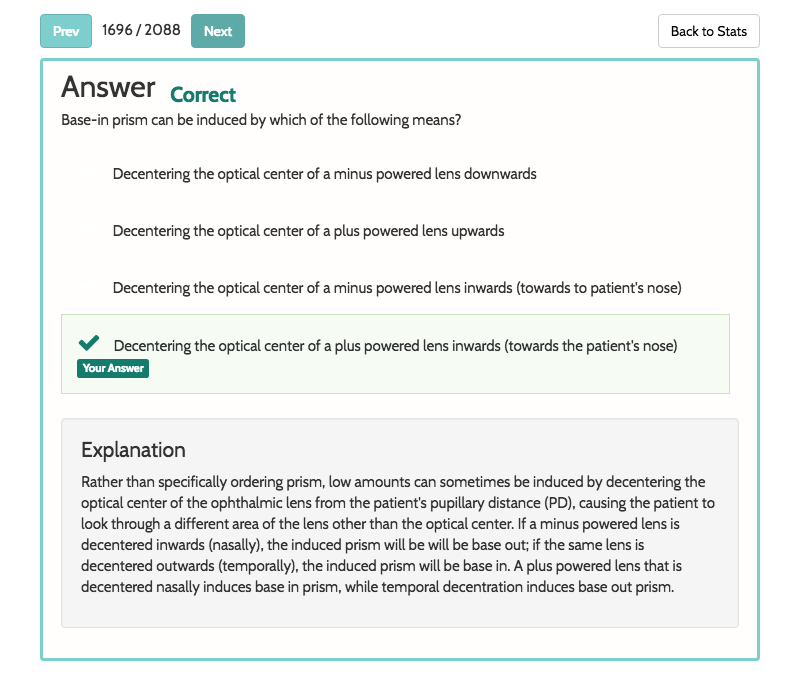 Prev 1696 / 2088 Next Back to Stats
Answer Correct
Base-in prism can be induced by which of the following means?
Decentering the optical center of a minus powered lens downwards
Decentering the optical center of a plus powered lens upwards
Decentering the optical center of a minus powered lens inwards (towards to patient's nose)
Decentering the optical center of a plus powered lens inwards (towards the patient's nose)
Your Answer
Explanation
Rather than specifically ordering prism, low amounts can sometimes be induced by decentering the
optical center of the ophthalmic lens from the patient's pupillary distance (PD), causing the patient to
look through a different area of the lens other than the optical center. If a minus powered lens is
decentered inwards (nasally), the induced prism will be will be base out; if the same lens is
decentered outwards (temporally), the induced prism will be base in. A plus powered lens that is
decentered nasally induces base in prism, while temporal decentration induces base out prism.